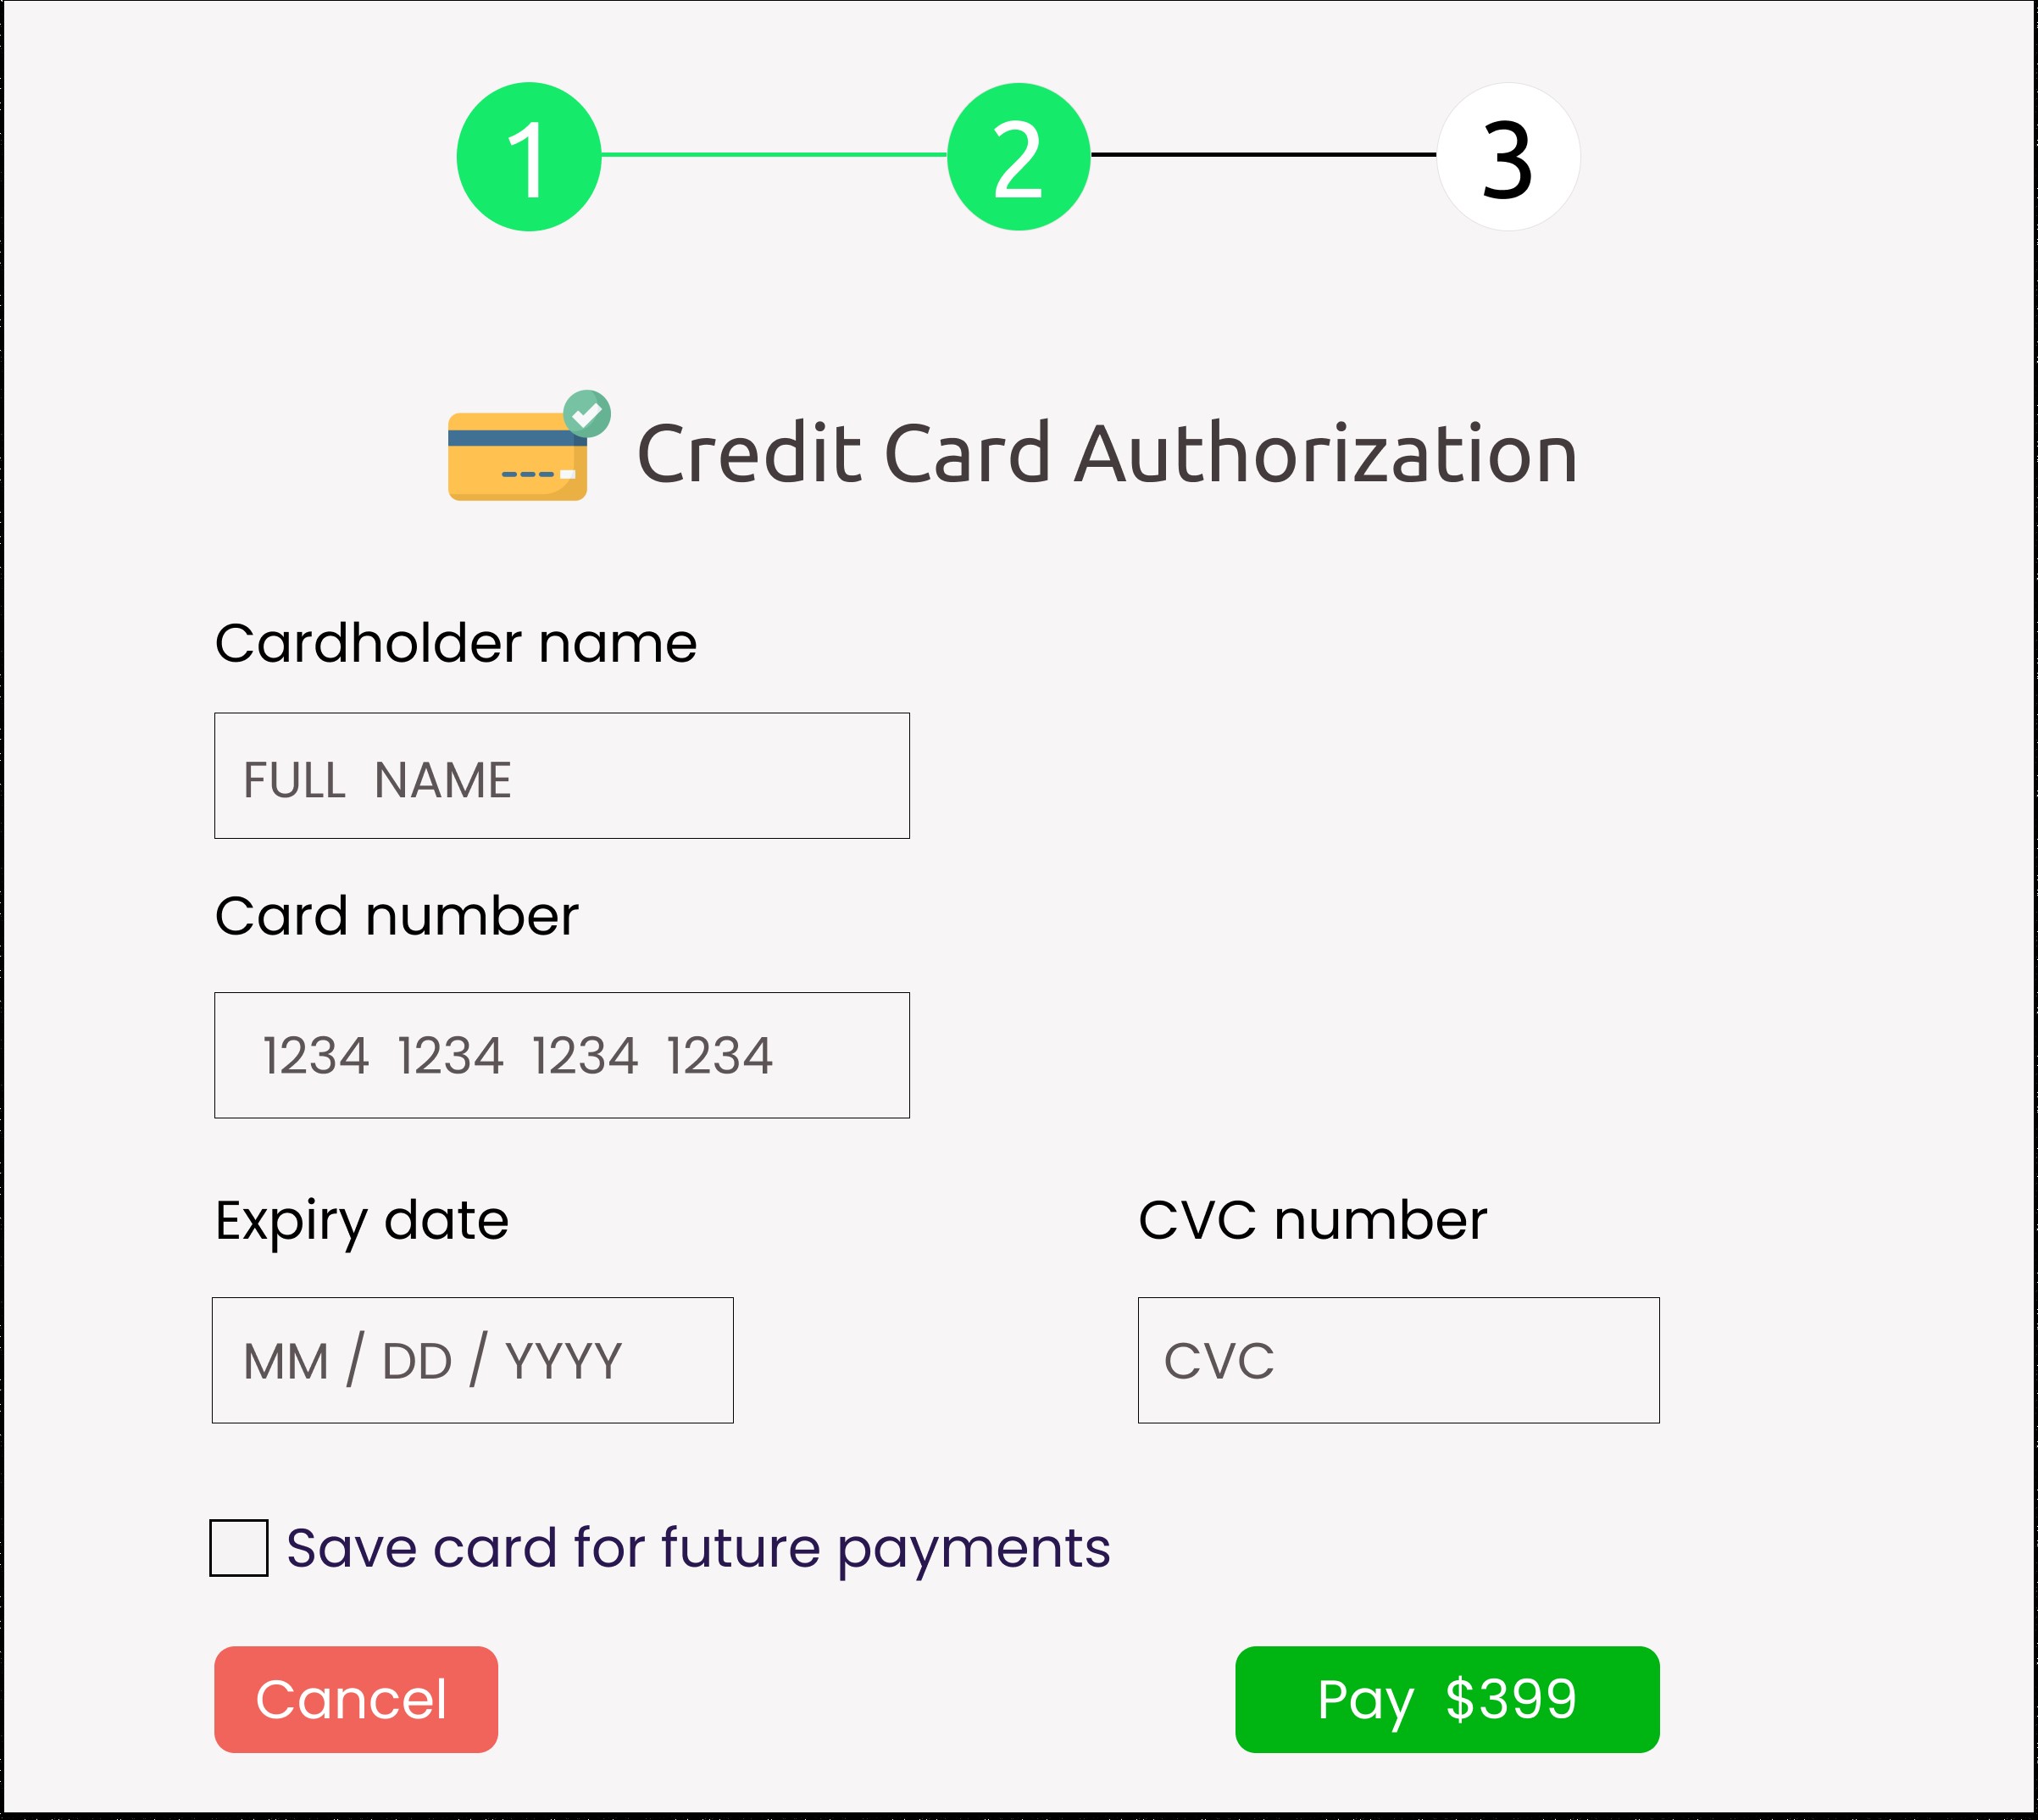 1 2 3
Credit Card Authorization
Cardholder name
FULL NAME
Card number
1234 1234 1234 1234
Expiry date CVC number
MM / DD / YYYY CVC
Save card for future payments
Cancel Pay $399